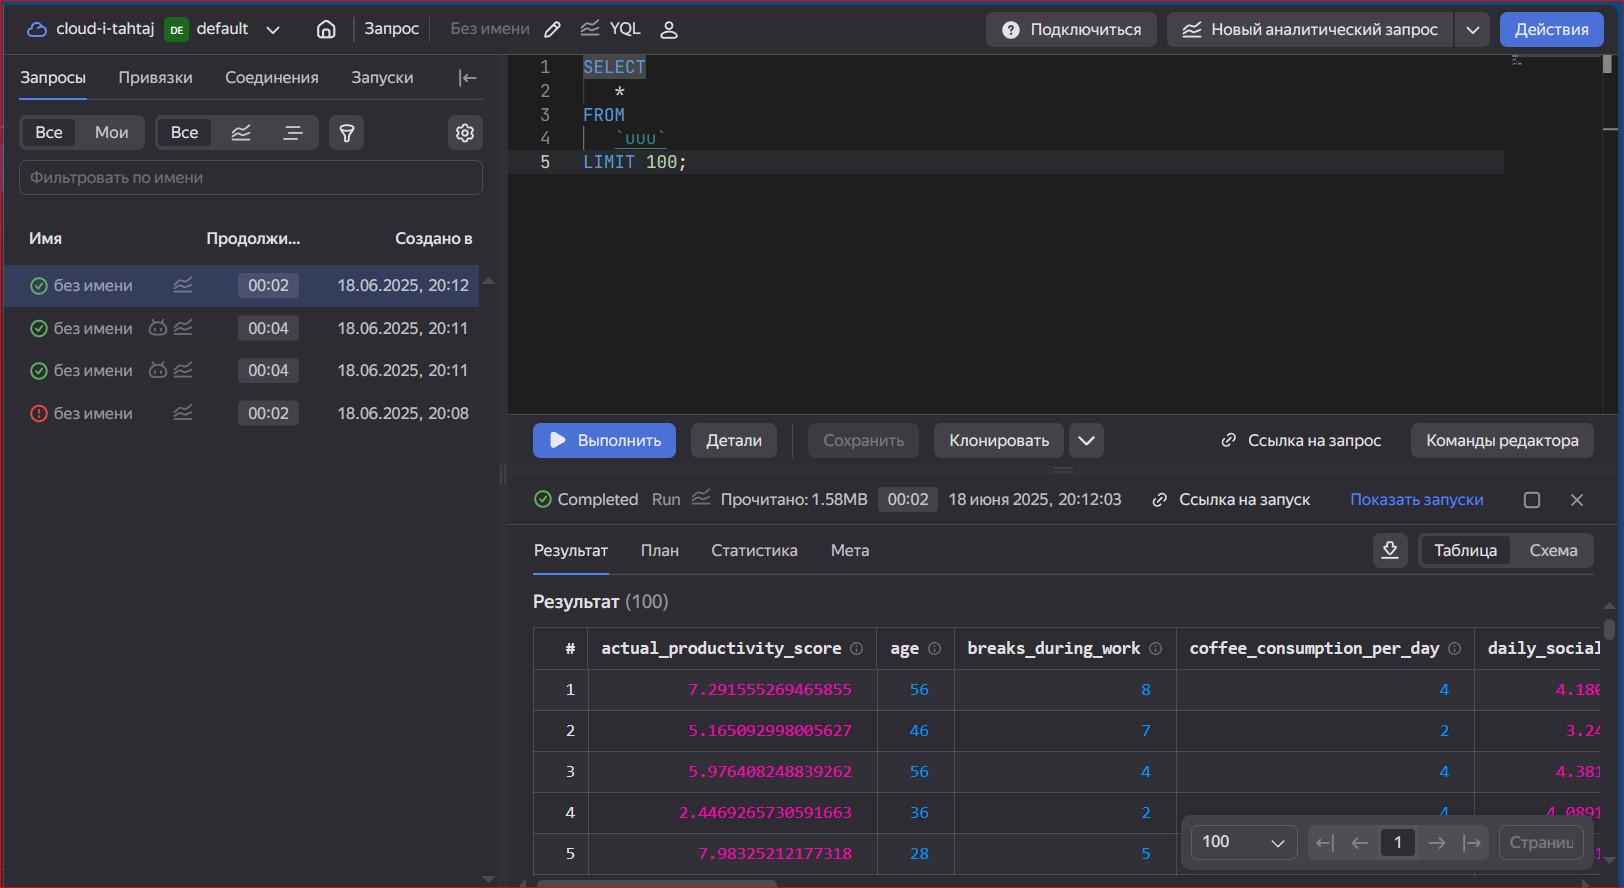 cloud-i-tahtaj DE default Запрос Без имени YQL Подключиться Новый аналитический запрос Действия
Запросы Привязки Соединения Запуски
Все Мои Все
Фильтровать по имени
Имя Продолжи... Создано в
без имени 00:02 18.06.2025, 20:12
без имени 00:04 18.06.2025, 20:11
без имени 00:04 18.06.2025, 20:11
без имени 00:02 18.06.2025, 20:08
1 SELECT
2 *
3 FROM
4 `uuu`
5 LIMIT 100;
Выполнить Детали Сохранить Клонировать Ссылка на запрос Команды редактора
Completed Run Прочитано: 1.58MB 00:02 18 июня 2025, 20:12:03 Ссылка на запуск Показать запуски
Результат План Статистика Мета Таблица Схема
Результат (100)
# actual_productivity_score age breaks_during_work coffee_consumption_per_day daily_social
1 7.291555269465855 56 8 4 4.180
2 5.165092998005627 46 7 2 3.24
3 5.976408248839262 56 4 4 4.381
4 2.4469265730591663 36 2 4 4.0891
5 7.98325212177318 28 5
100 1 Страниц